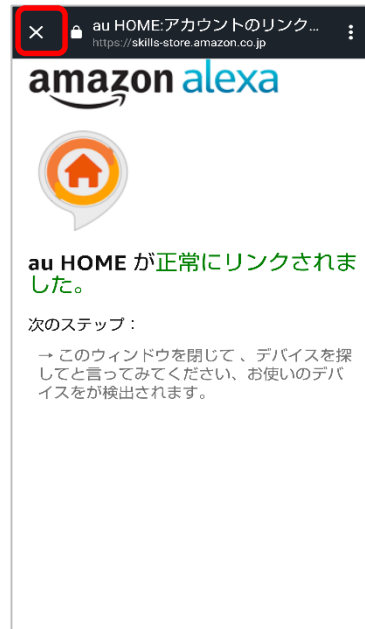 au HOME:アカウントのリンク...
https://skills-store.amazon.co.jp
amazon alexa
au HOME が正常にリンクされま
した。
次のステップ：
→ このウィンドウを閉じて 、デバイスを探
してと言ってみてください、お使いのデバ
イスをが検出されます。